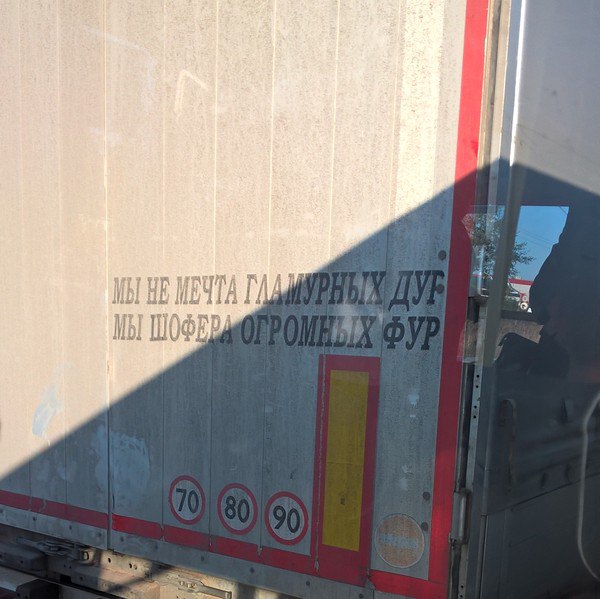 МЫ НЕ МЕЧТА ГЛАМУРНЫХ ДУР
МЫ ШОФЕРА ОГРОМНЫХ ФУР
70 80 90